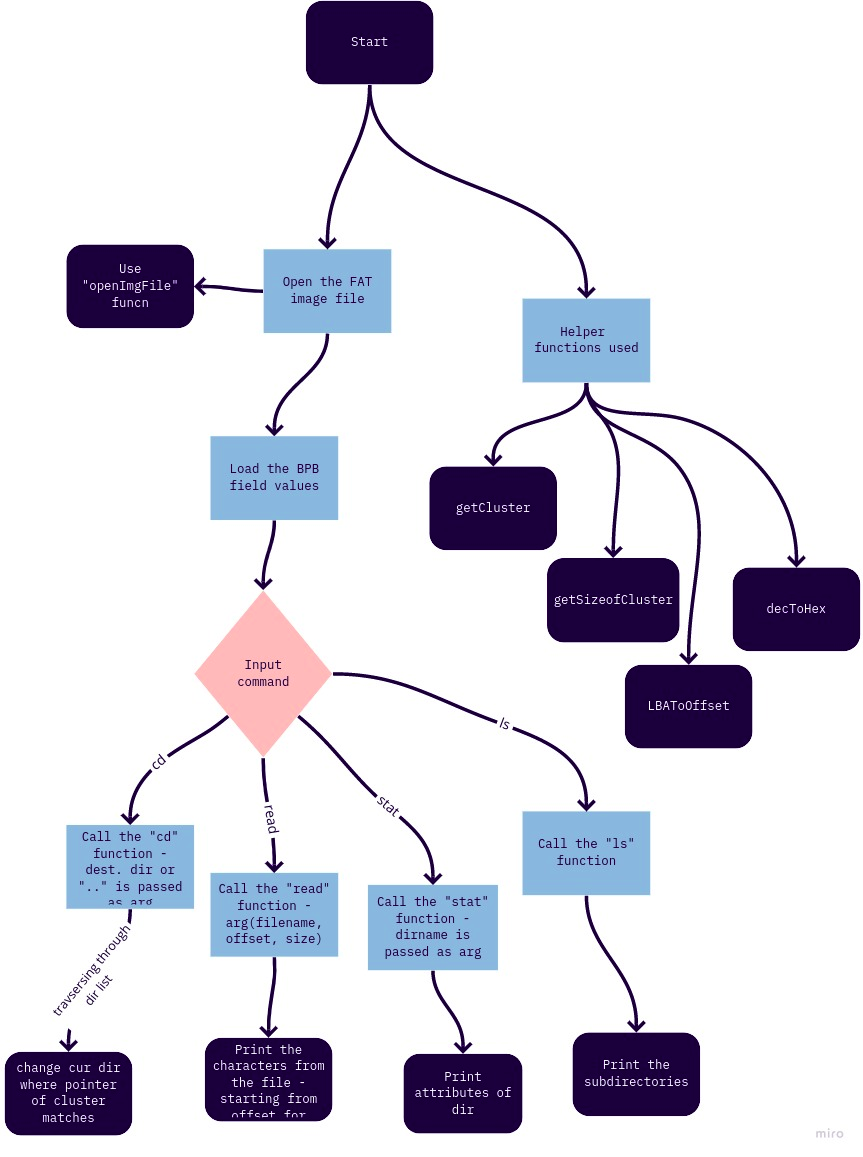 Start
Use
"openImgFile"
funcn
Open the FAT
image file
Helper
functions used
Load the BPB
field values
getCluster
getSizeofCluster
decToHex
LBAToOffset
Input
command
cd
read
stat
ls
Call the "cd"
function -
dest. dir or
".." is passed
as arg
Call the "read"
function -
arg(filename,
offset, size)
Call the "stat"
function -
dirname is
passed as arg
Call the "ls"
function
travsersing through
dir list
change cur dir
where pointer
of cluster
matches
Print the
characters from
the file -
starting from
offset for
Print
attributes of
dir
Print the
subdirectories
miro